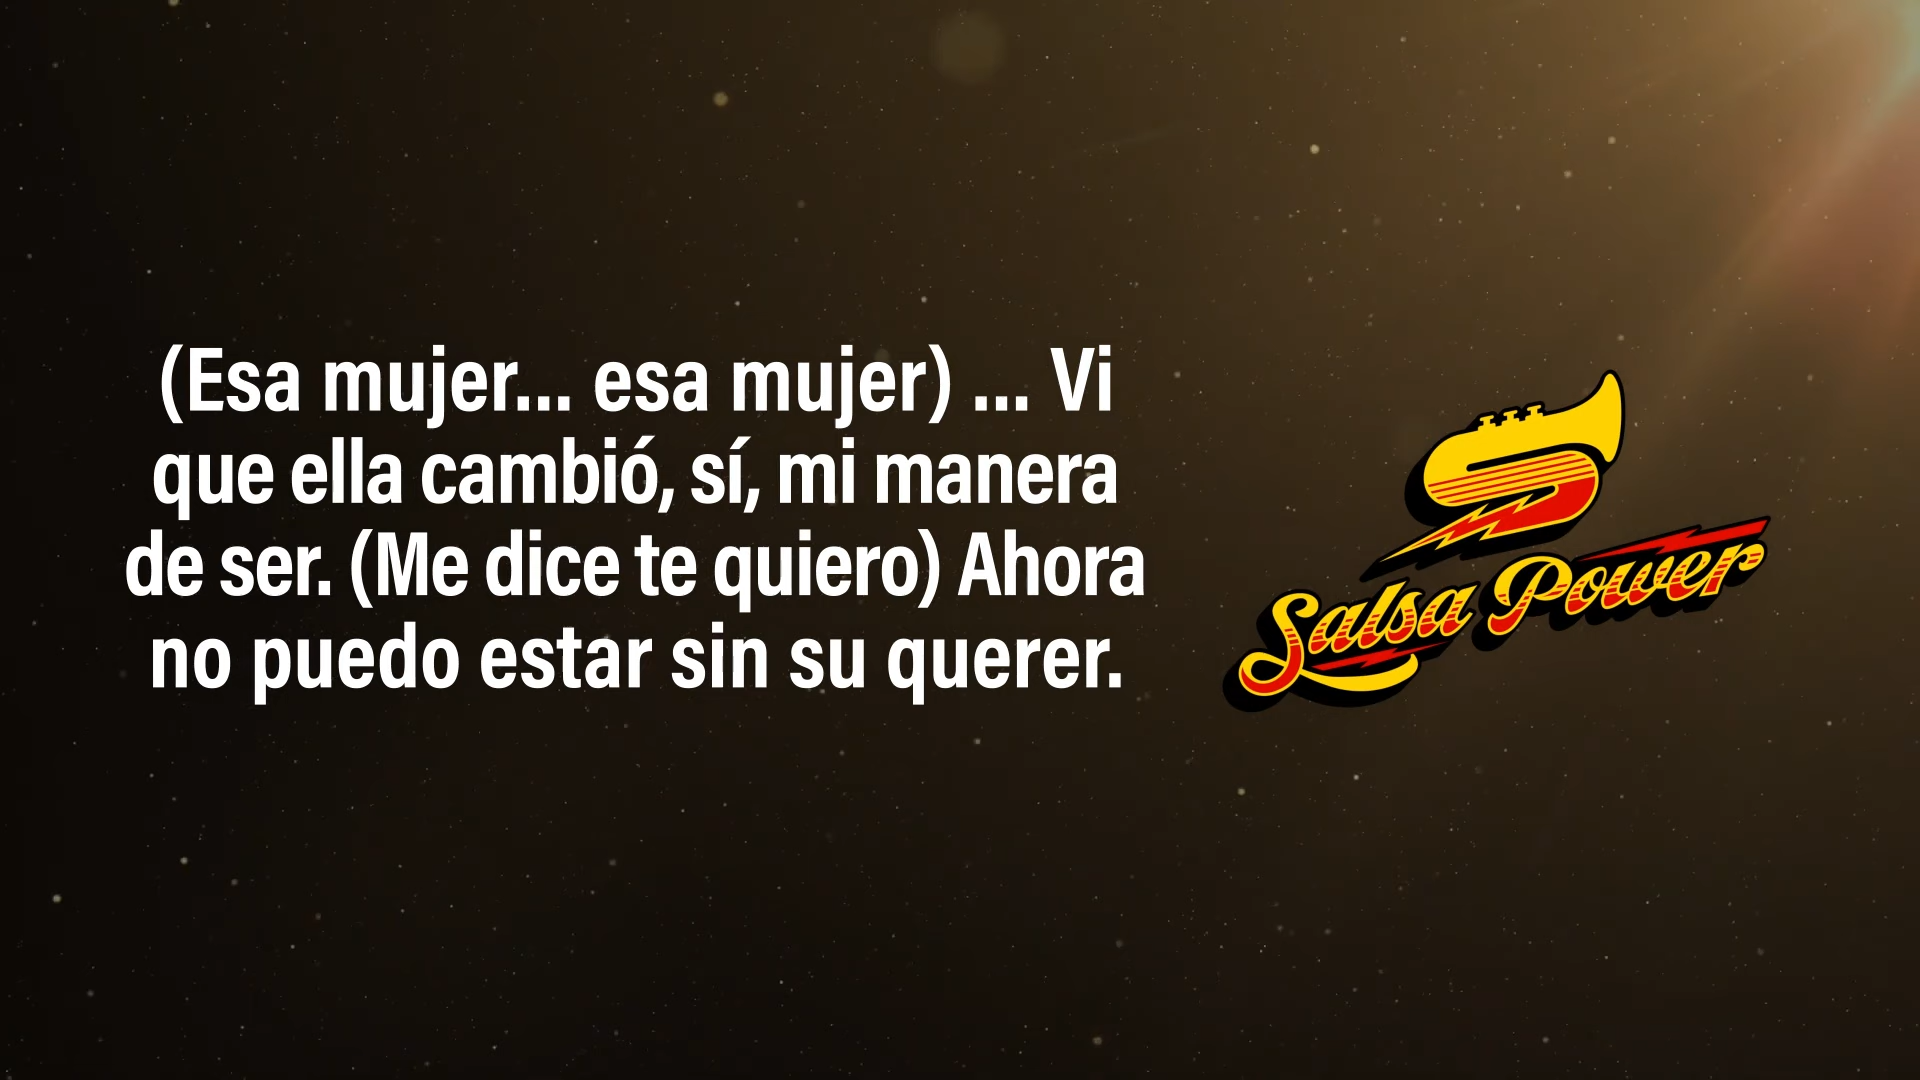 (Esa mujer... esa mujer) ... Vi
que ella cambió, sí, mi manera
de ser. (Me dice te quiero) Ahora
no puedo estar sin su querer.
Salsa Power